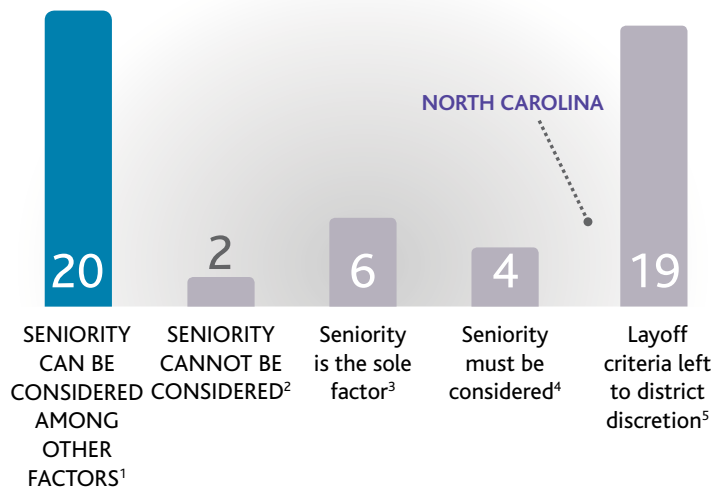 NORTH CAROLINA
20
2
6
4
19
SENIORITY
CAN BE
CONSIDERED
AMONG
OTHER
FACTORS¹
SENIORITY
CANNOT BE
CONSIDERED²
Seniority
is the sole
factor³
Seniority
must be
considered⁴
Layoff
criteria left
to district
discretion⁵